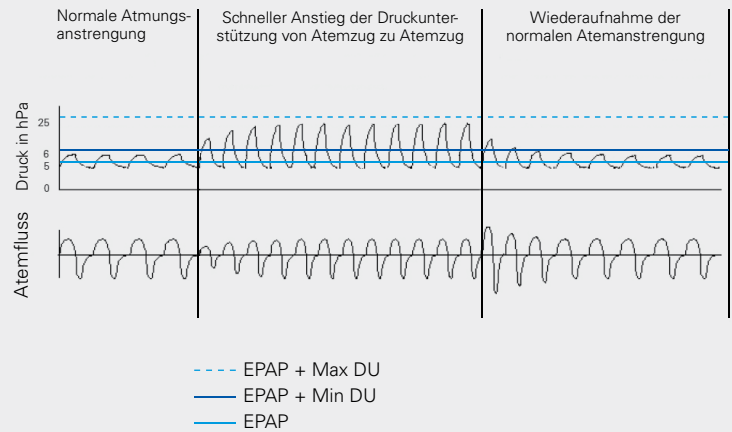 Normale Atmungs-
anstrengung
Schneller Anstieg der Druckunter-
stützung von Atemzug zu Atemzug
Wiederaufnahme der
normalen Atemanstrengung
Druck in hPa
25
6
5
0
Atemfluss
EPAP + Max DU
EPAP + Min DU
EPAP